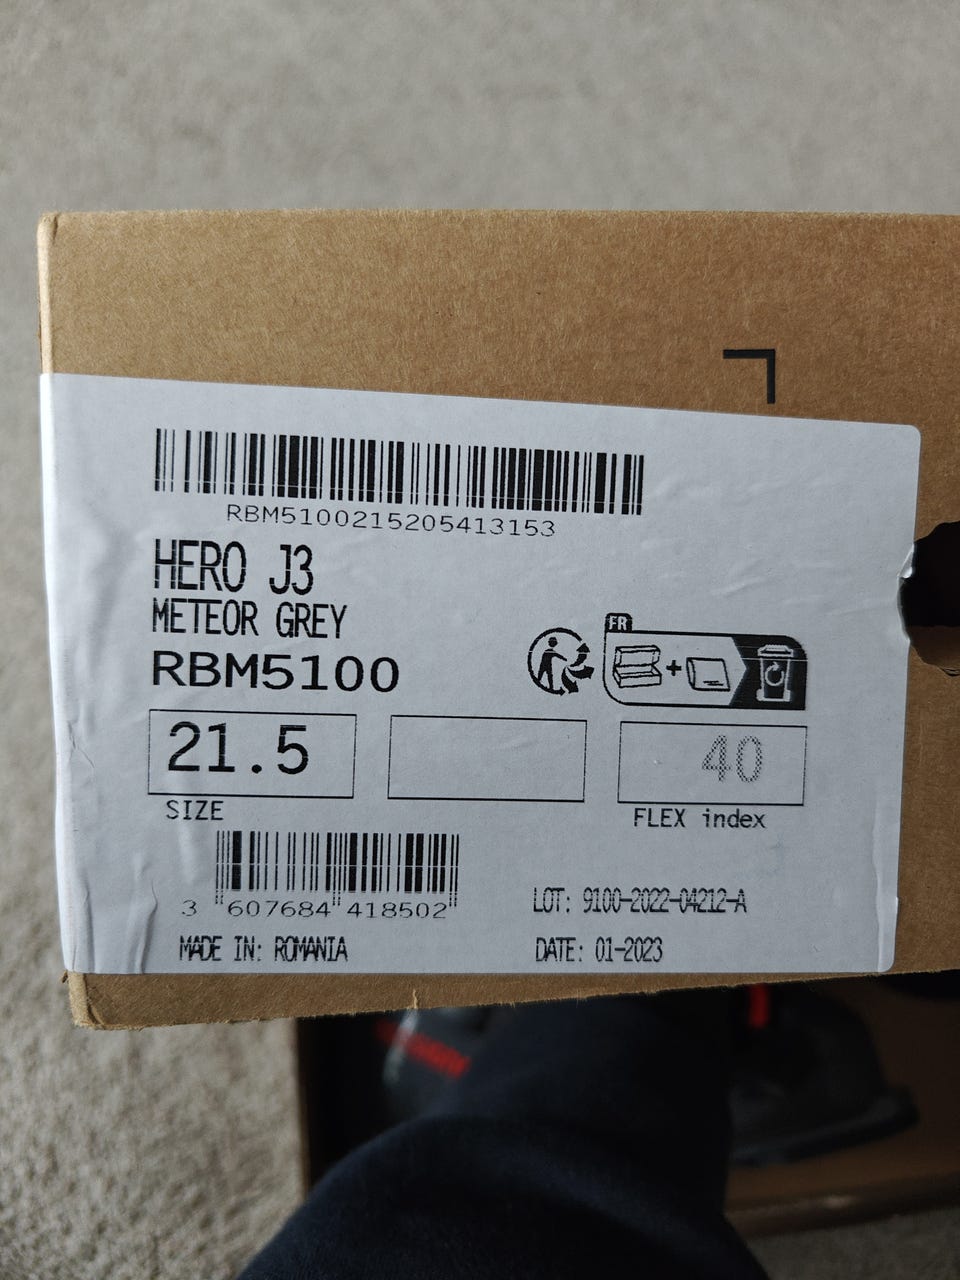 RBM5100215205413153
HERO J3
METEOR GREY
RBM5100
FR
21.5
40
SIZE
FLEX index
3 607684 418502
LOT: 9100-2022-04212-A
MADE IN: ROMANIA
DATE: 01-2023